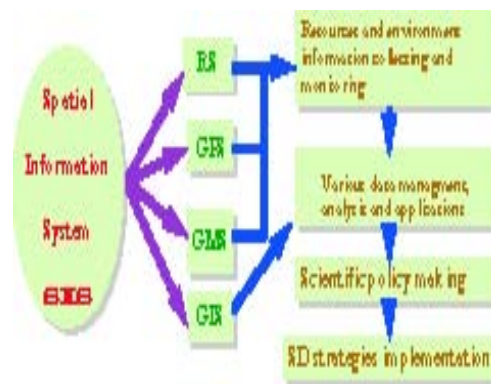 Spatial
Information
System
SIS
RS
GPS
GMS
GIS
Resources and environment
information collecting and
monitoring
Various data managment,
analysis and applications
Scientific policy making
SD strategies implementation